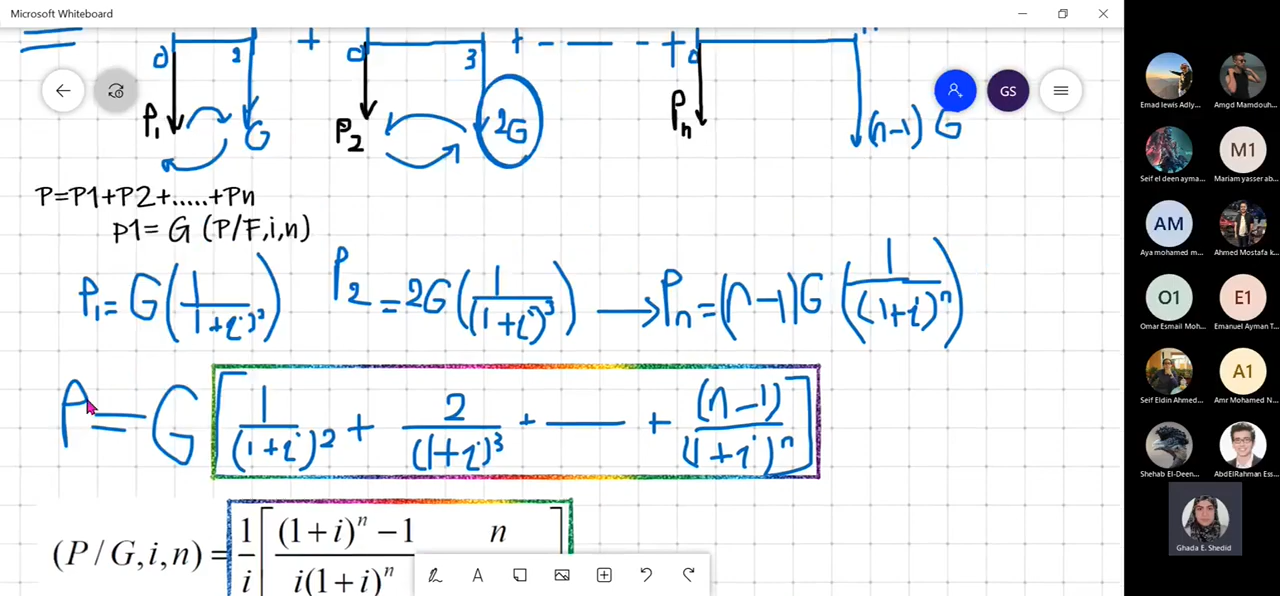 Microsoft Whiteboard
0 2 + 0 3 + - - - - + 0
P1 G P2 2G Pn (n-1) G
GS
P=P1+P2+.....+Pn
p1= G (P/F,i,n)
P1= G(1/(1+i)^2) P2 = 2G(1/(1+i)^3) → Pn=(n-1)G(1/(1+i)^n)
P = G [1/(1+i)^2 + 2/(1+i)^3 + — + (n-1)/(1+i)^n]
(P/G,i,n) = 1/i [ (1+i)^n -1 / i(1+i)^n n ]
A
Emad lewis Adly...
Amgd Mamdouh...
Seif el deen ayma...
M1
Mariam yasser ab...
AM
Aya mohamed m...
Ahmed Mostafa k...
O1
Omar Esmail Moh...
E1
Emanuel Ayman T...
Seif Eldin Ahmed...
A1
Amr Mohamed N...
Shehab El-Deen...
AbdElRahman Ess...
Ghada E. Shedid